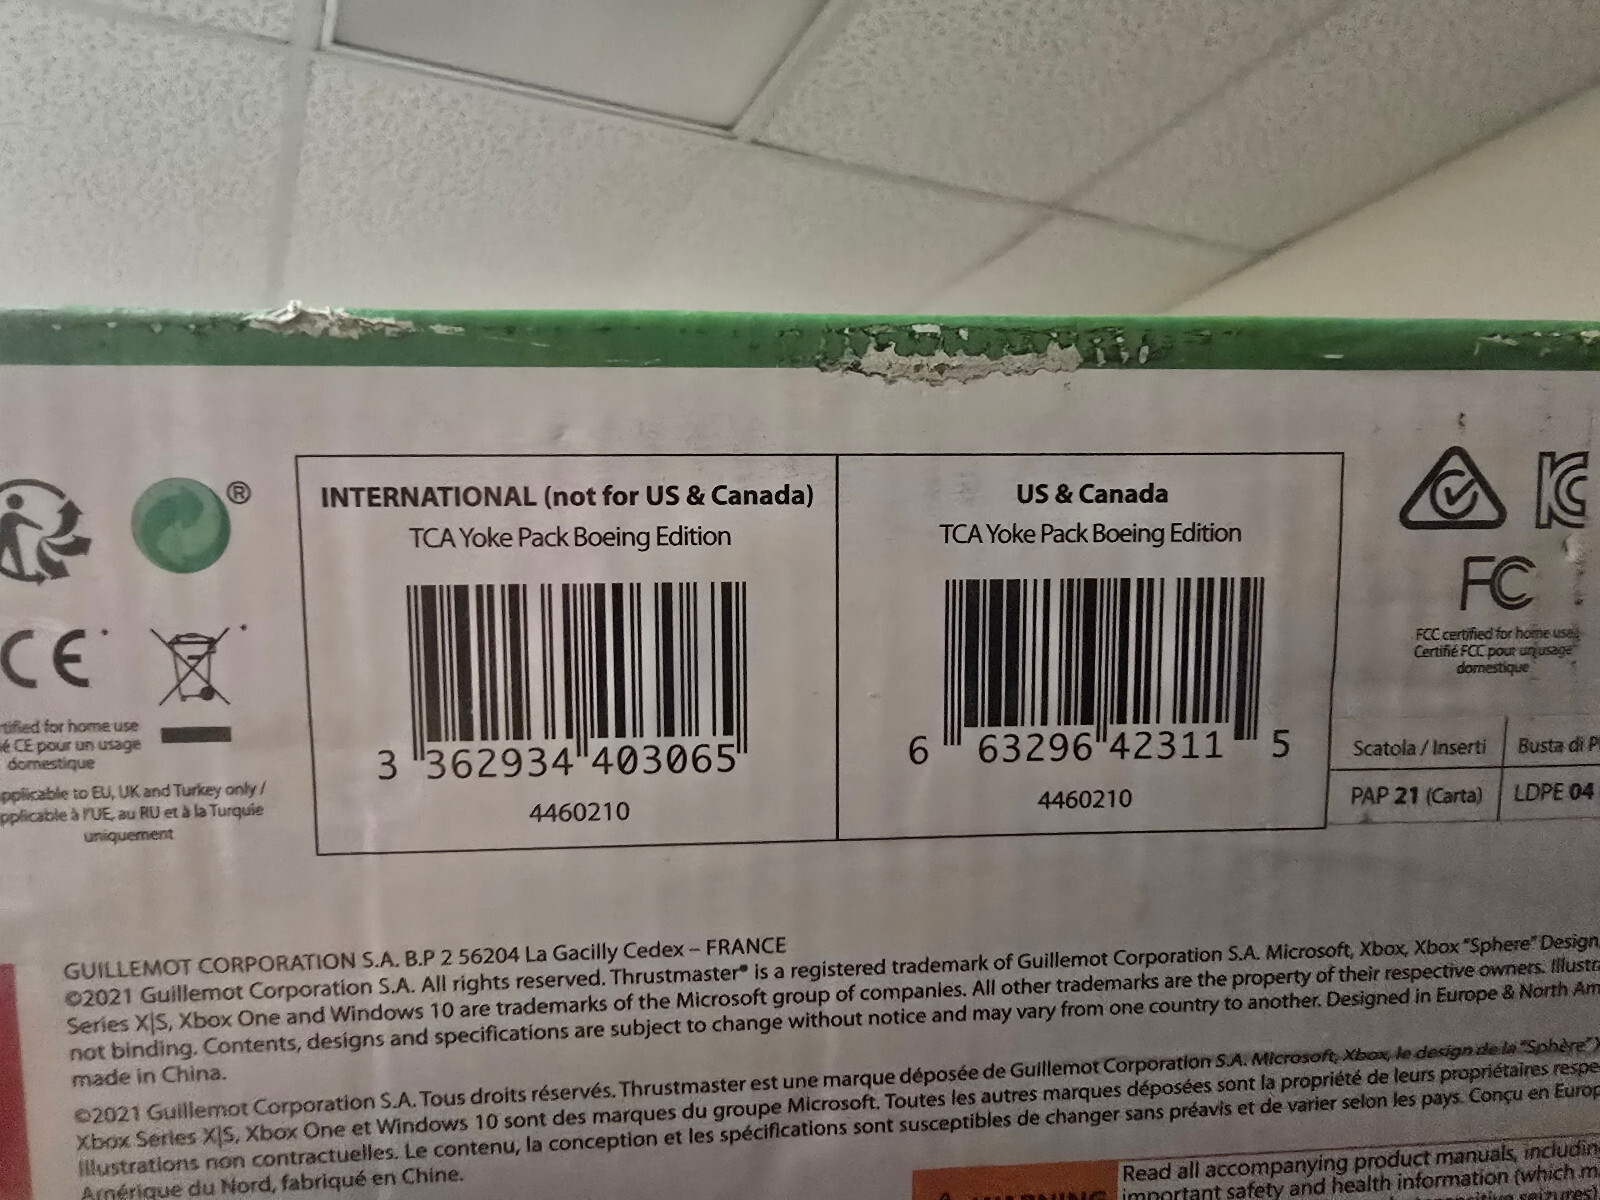 ®
INTERNATIONAL (not for US & Canada)
TCA Yoke Pack Boeing Edition
3 362934 403065
4460210
US & Canada
TCA Yoke Pack Boeing Edition
6 63296 42311 5
4460210
FC
FCC certified for home use
Certifié FCC pour un usage
domestique
CE*
*
tified for home use
é CE pour un usage
domestique
pplicable to EU, UK and Turkey only /
pplicable à l'UE, au RU et à la Turquie
uniquement
Scatola / Inserti
Busta di P
PAP 21 (Carta)
LDPE 04
GUILLEMOT CORPORATION S.A. B.P 2 56204 La Gacilly Cedex – FRANCE
©2021 Guillemot Corporation S.A. All rights reserved. Thrustmaster® is a registered trademark of Guillemot Corporation S.A. Microsoft, Xbox, Xbox "Sphere" Design,
Series X|S, Xbox One and Windows 10 are trademarks of the Microsoft group of companies. All other trademarks are the property of their respective owners. Illustra
not binding. Contents, designs and specifications are subject to change without notice and may vary from one country to another. Designed in Europe & North Am
made in China.
©2021 Guillemot Corporation S.A. Tous droits réservés. Thrustmaster est une marque déposée de Guillemot Corporation S.A. Microsoft, Xbox, le design de la "Sphère" X
Xbox Series X|S, Xbox One et Windows 10 sont des marques du groupe Microsoft. Toutes les autres marques déposées sont la propriété de leurs propriétaires respe
Illustrations non contractuelles. Le contenu, la conception et les spécifications sont susceptibles de changer sans préavis et de varier selon les pays. Conçu en Europ
Amérique du Nord, fabriqué en Chine.
WARNING
Read all accompanying product manuals, includin
important safety and health information (which m
sensitive seizures)